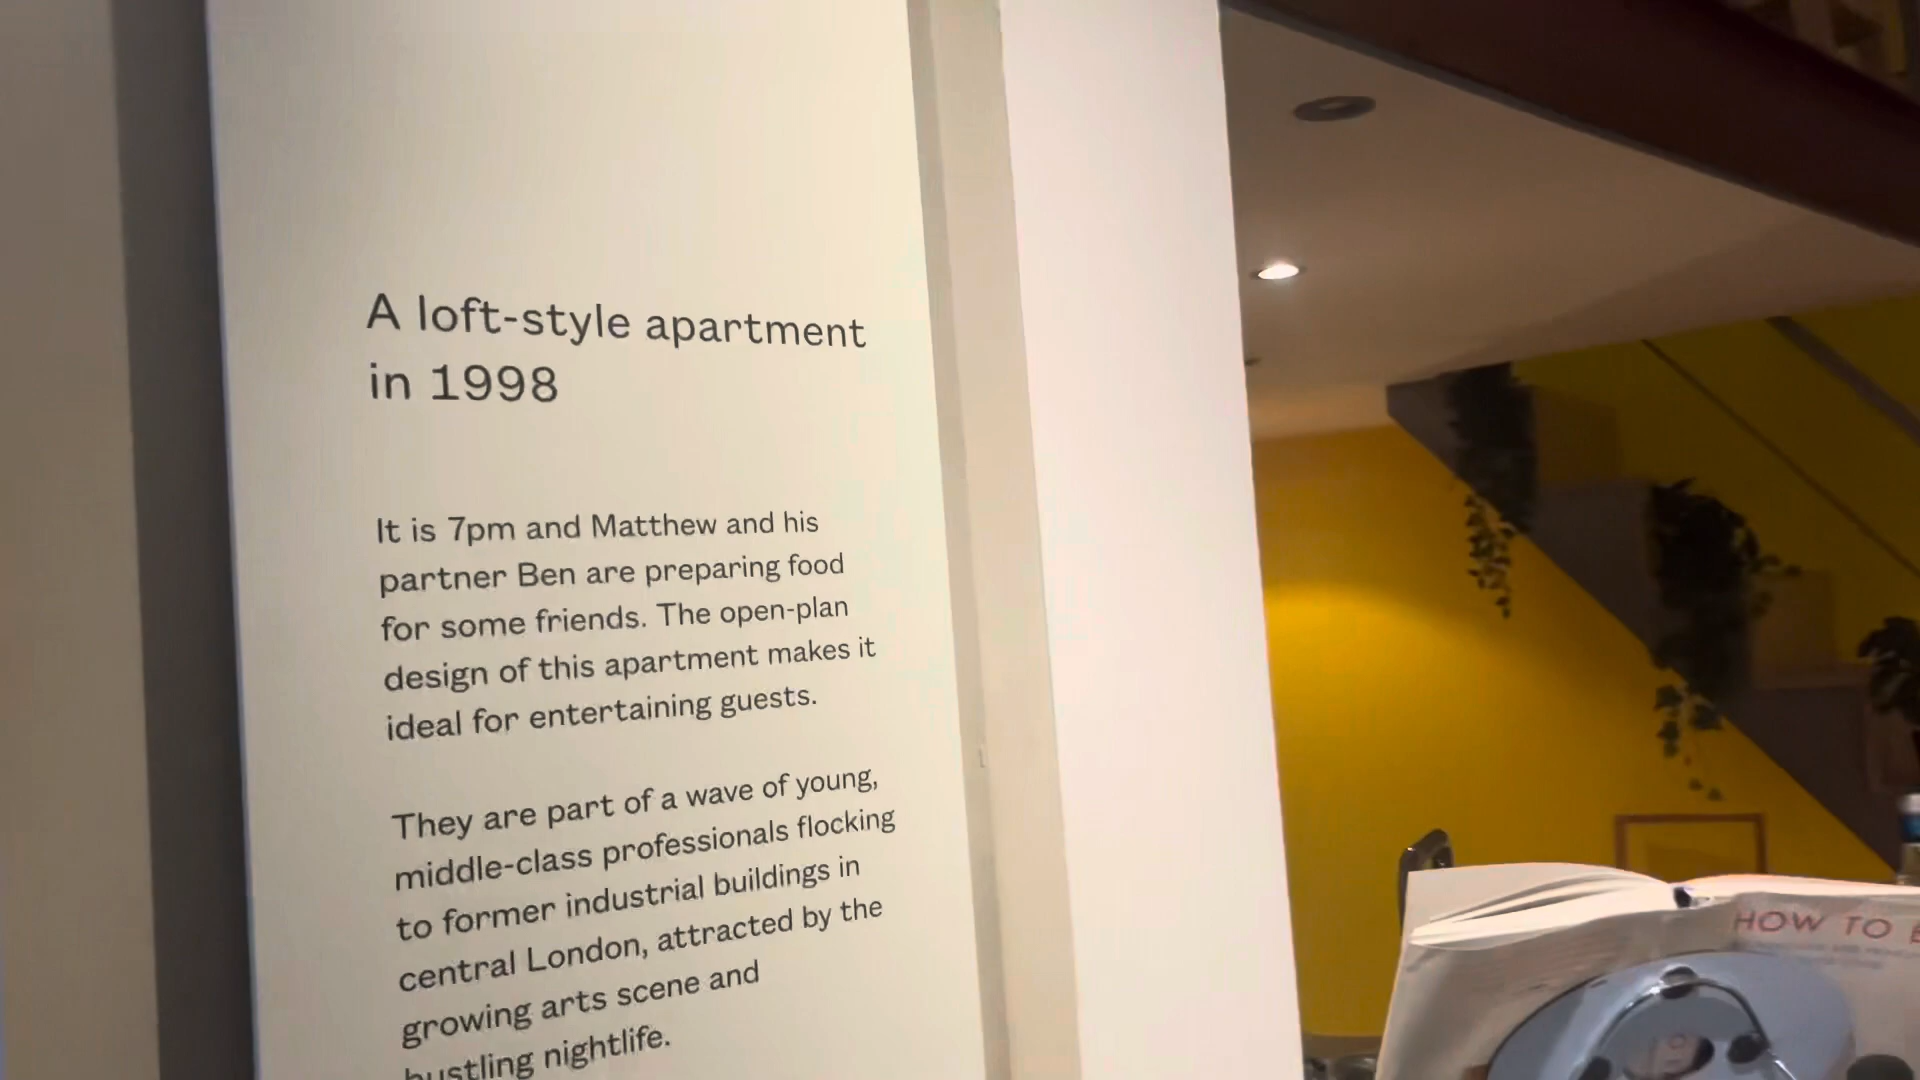 A loft-style apartment
in 1998
It is 7pm and Matthew and his
partner Ben are preparing food
for some friends. The open-plan
design of this apartment makes it
ideal for entertaining guests.
They are part of a wave of young,
middle-class professionals flocking
to former industrial buildings in
central London, attracted by the
growing arts scene and
bustling nightlife.
HOW TO